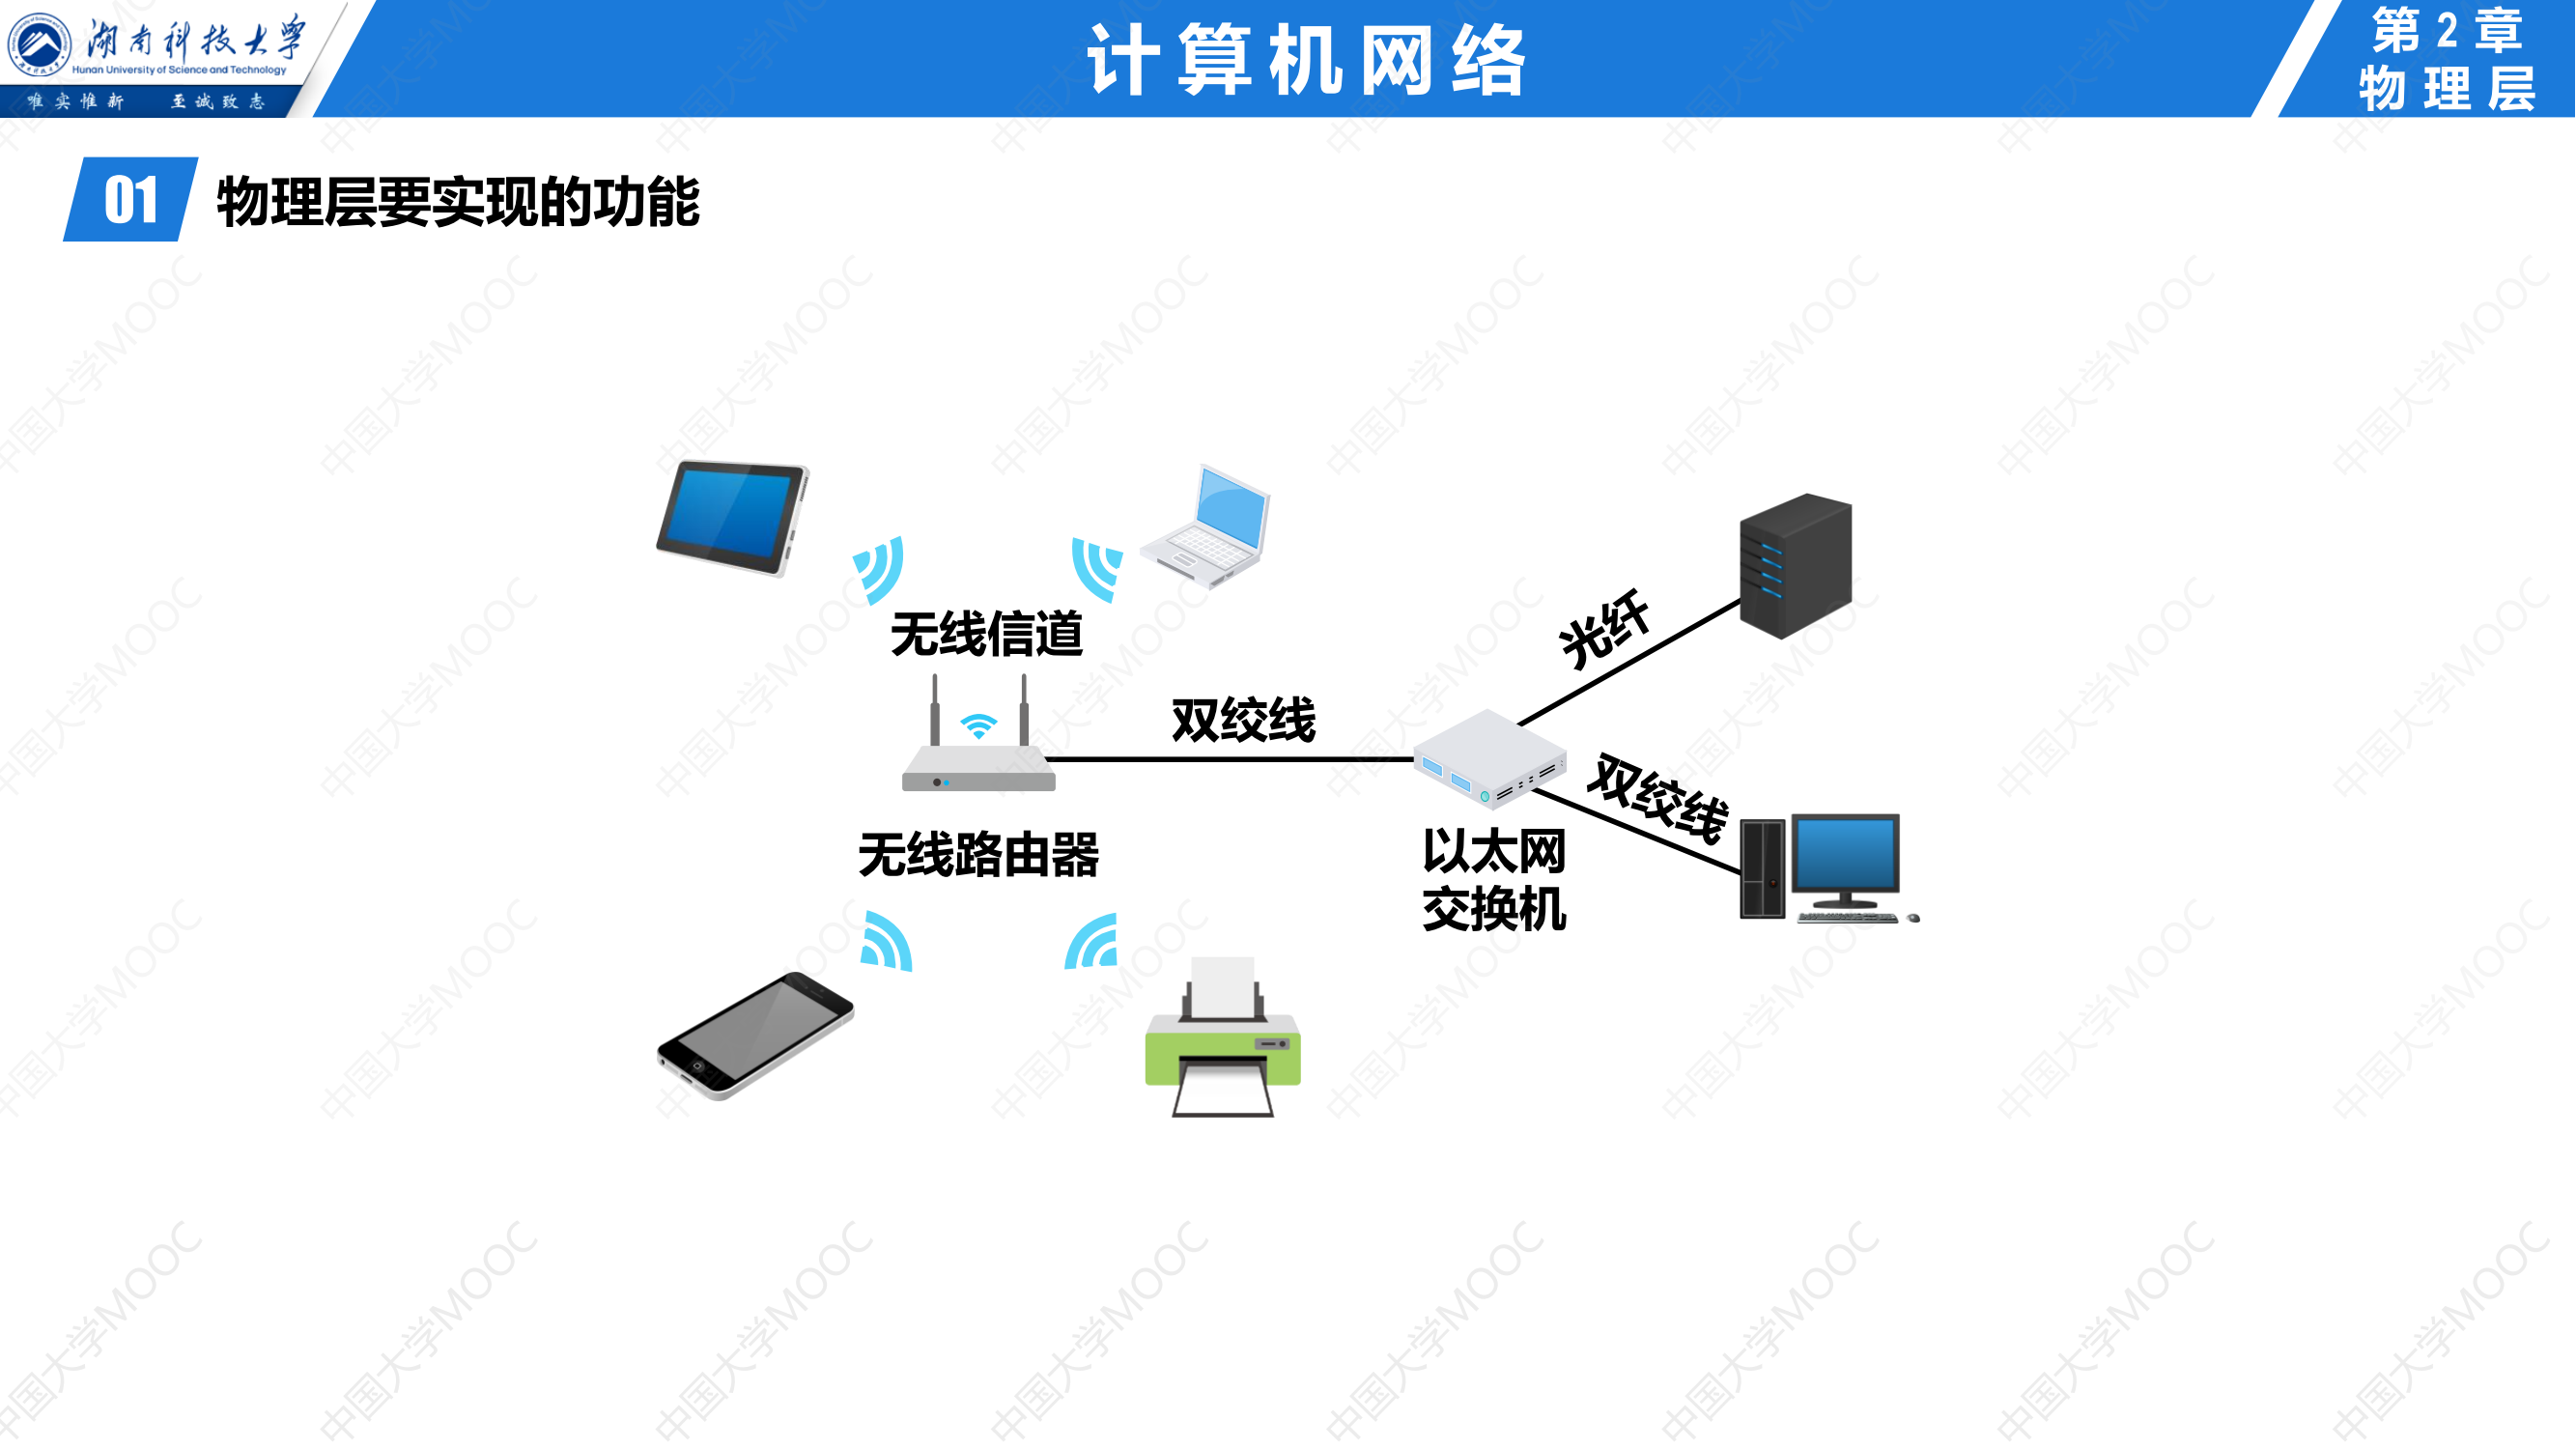 湖南科技大学
Hunan University of Science and Technology
唯实惟新 至诚致志
计算机网络
第2章
物理层
01 物理层要实现的功能
无线信道
光纤
双绞线
双绞线
无线路由器
以太网
交换机
中国大学MOOC